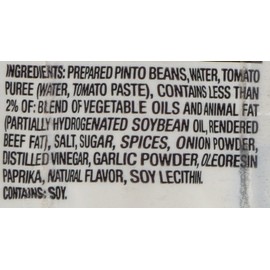 INGREDIENTS: PREPARED PINTO BEANS, WATER, TOMATO
PUREE (WATER, TOMATO PASTE), CONTAINS LESS THAN
2% OF: BLEND OF VEGETABLE OILS AND ANIMAL FAT
(PARTIALLY HYDROGENATED SOYBEAN OIL, RENDERED
BEEF FAT), SALT, SUGAR, SPICES, ONION POWDER,
DISTILLED VINEGAR, GARLIC POWDER, OLEORESIN
PAPRIKA, NATURAL FLAVOR, SOY LECITHIN.
CONTAINS: SOY.